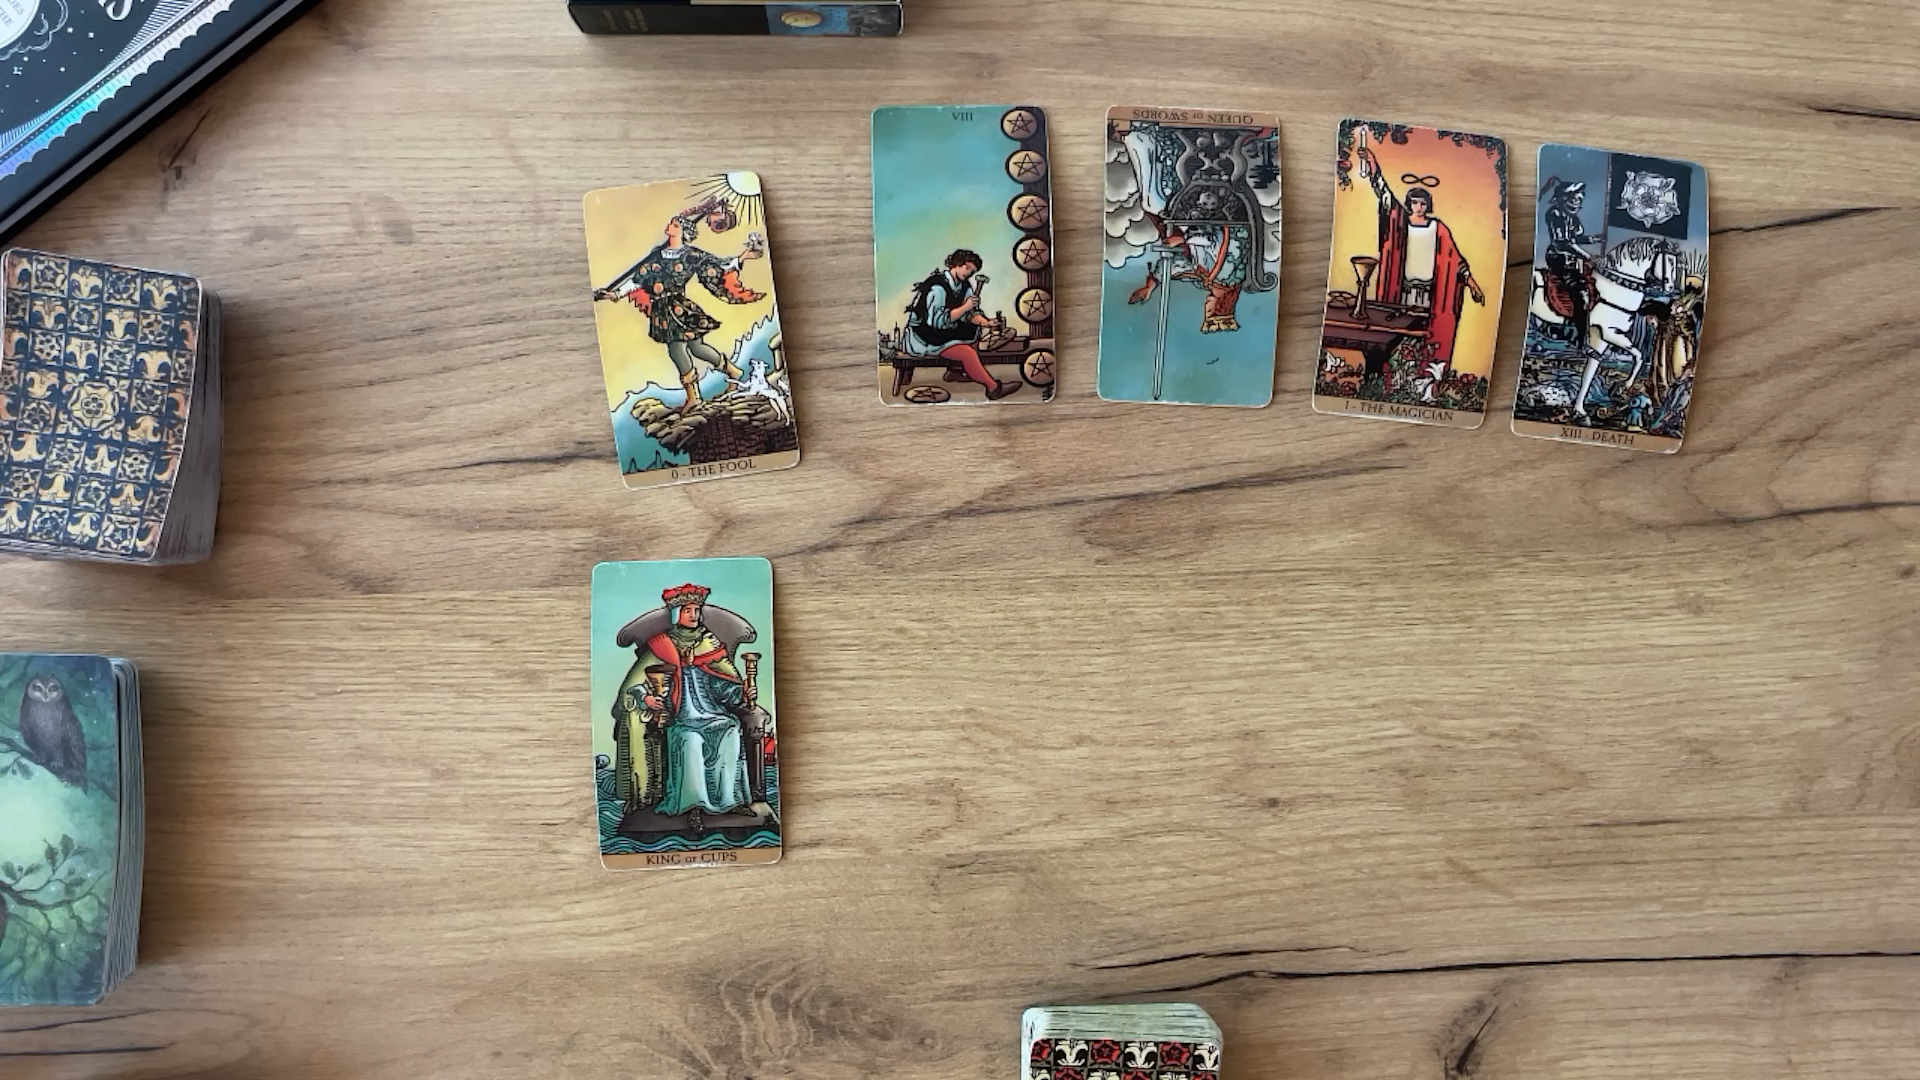 VIII
QUEEN of SWORDS
I - THE MAGICIAN
XIII - DEATH
0 - THE FOOL
KING of CUPS